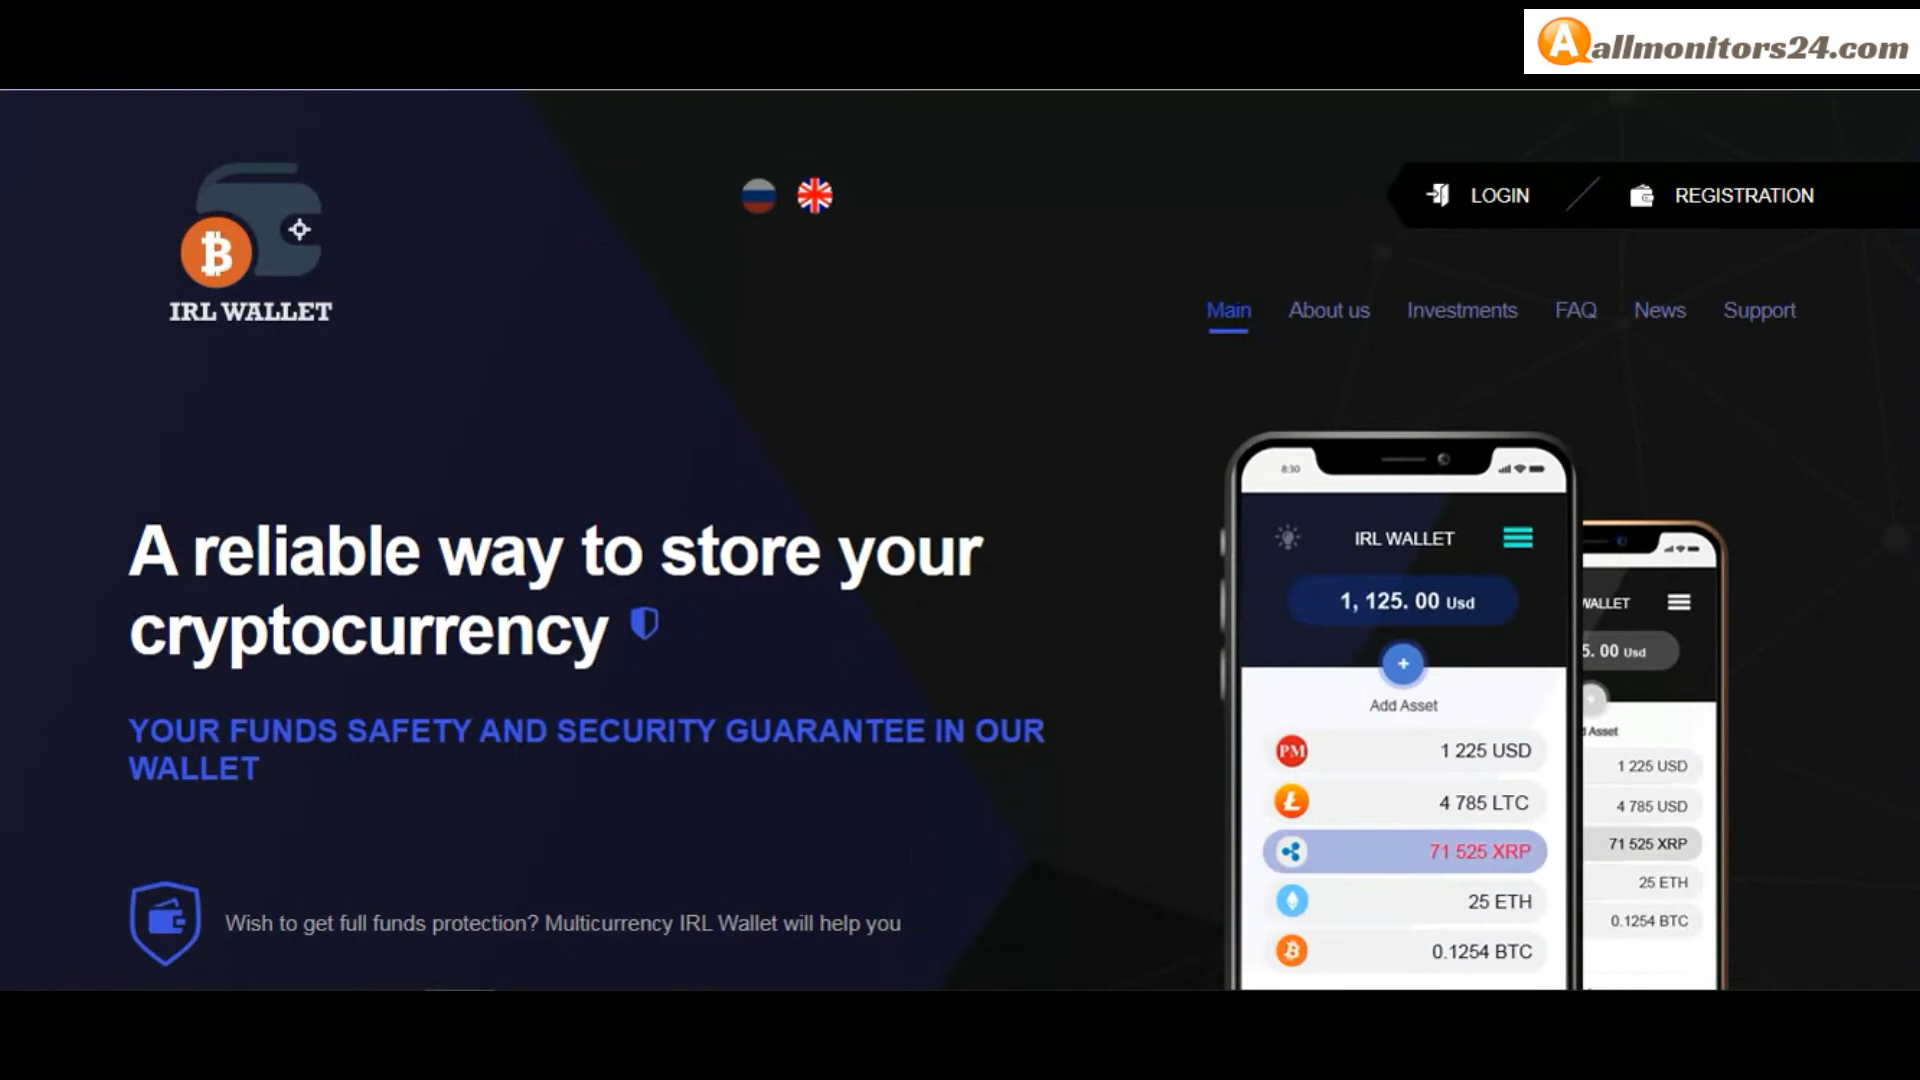 allmonitors24.com
LOGIN
REGISTRATION
IRL WALLET
Main
About us
Investments
FAQ
News
Support
A reliable way to store your
cryptocurrency
YOUR FUNDS SAFETY AND SECURITY GUARANTEE IN OUR
WALLET
Wish to get full funds protection? Multicurrency IRL Wallet will help you
8:30
IRL WALLET
1, 125. 00 Usd
+
Add Asset
PM
1 225 USD
4 785 LTC
71 525 XRP
25 ETH
0.1254 BTC
WALLET
5. 00 Usd
Asset
1 225 USD
4 785 USD
71 525 XRP
25 ETH
0.1254 BTC